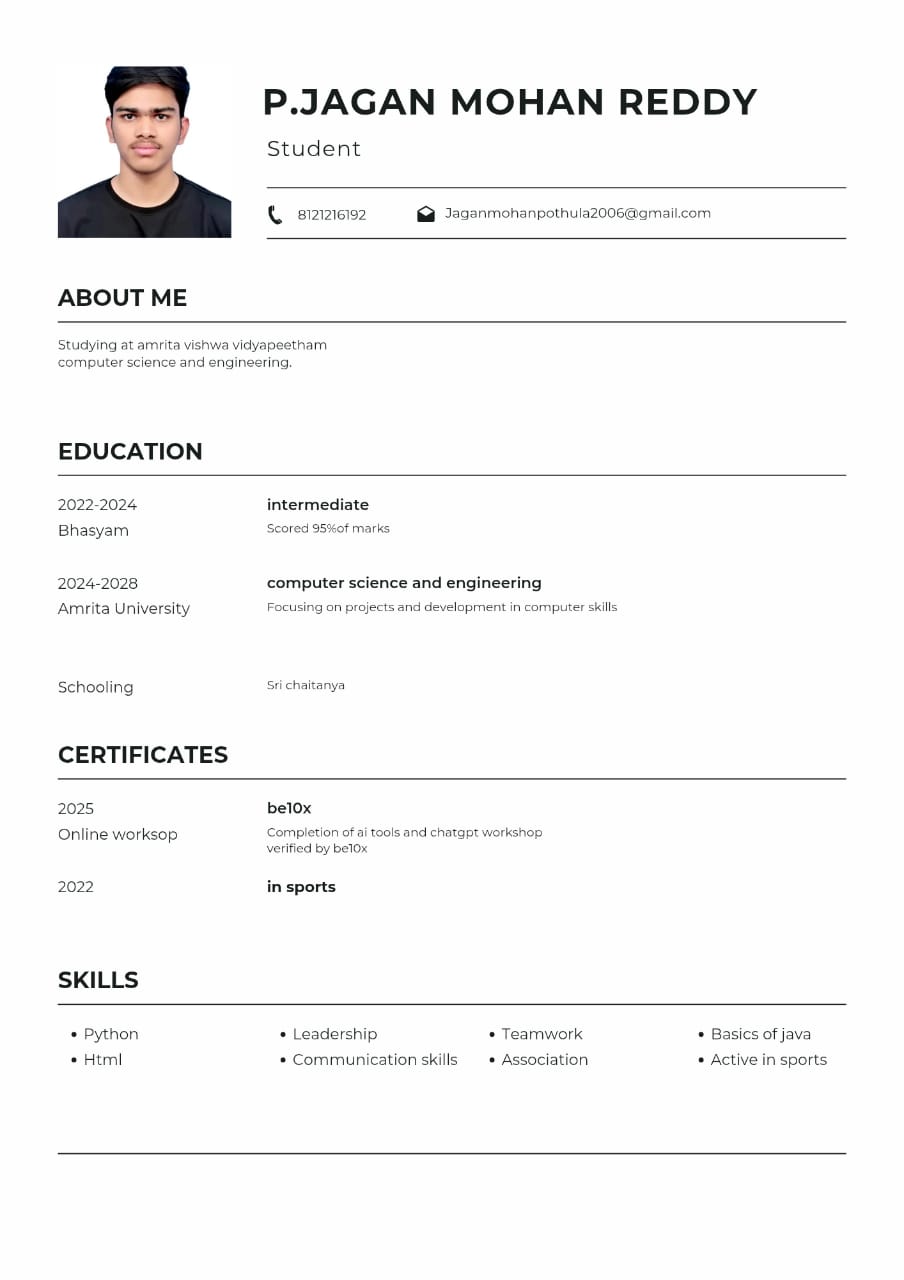 P.JAGAN MOHAN REDDY
Student
8121216192 Jaganmohanpothula2006@gmail.com
ABOUT ME
Studying at amrita vishwa vidyapeetham
computer science and engineering.
EDUCATION
2022-2024 intermediate
Bhasyam Scored 95%of marks
2024-2028 computer science and engineering
Amrita University Focusing on projects and development in computer skills
Schooling Sri chaitanya
CERTIFICATES
2025 be10x
Online worksop Completion of ai tools and chatgpt workshop
verified by be10x
2022 in sports
SKILLS
• Python • Leadership • Teamwork • Basics of java
• Html • Communication skills • Association • Active in sports